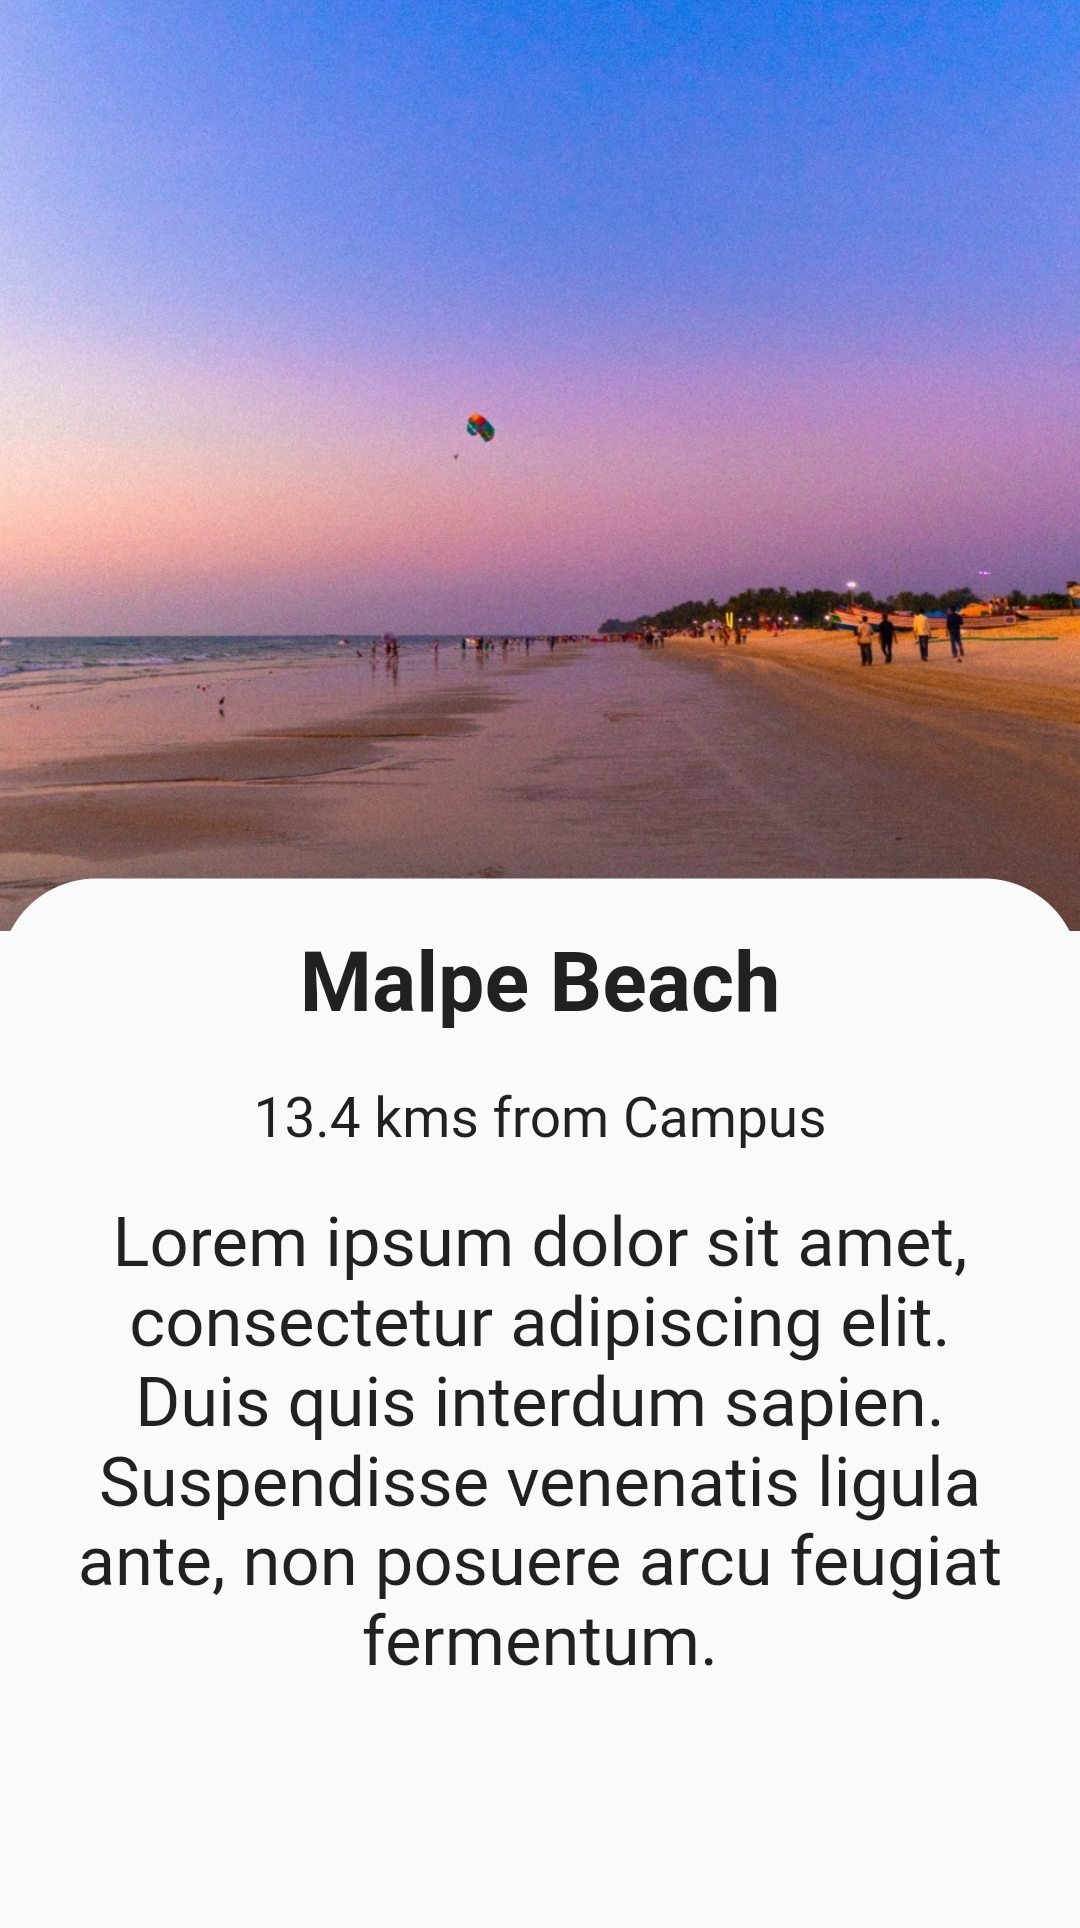 Malpe Beach
13.4 kms from Campus
Lorem ipsum dolor sit amet,
consectetur adipiscing elit.
Duis quis interdum sapien.
Suspendisse venenatis ligula
ante, non posuere arcu feugiat
fermentum.